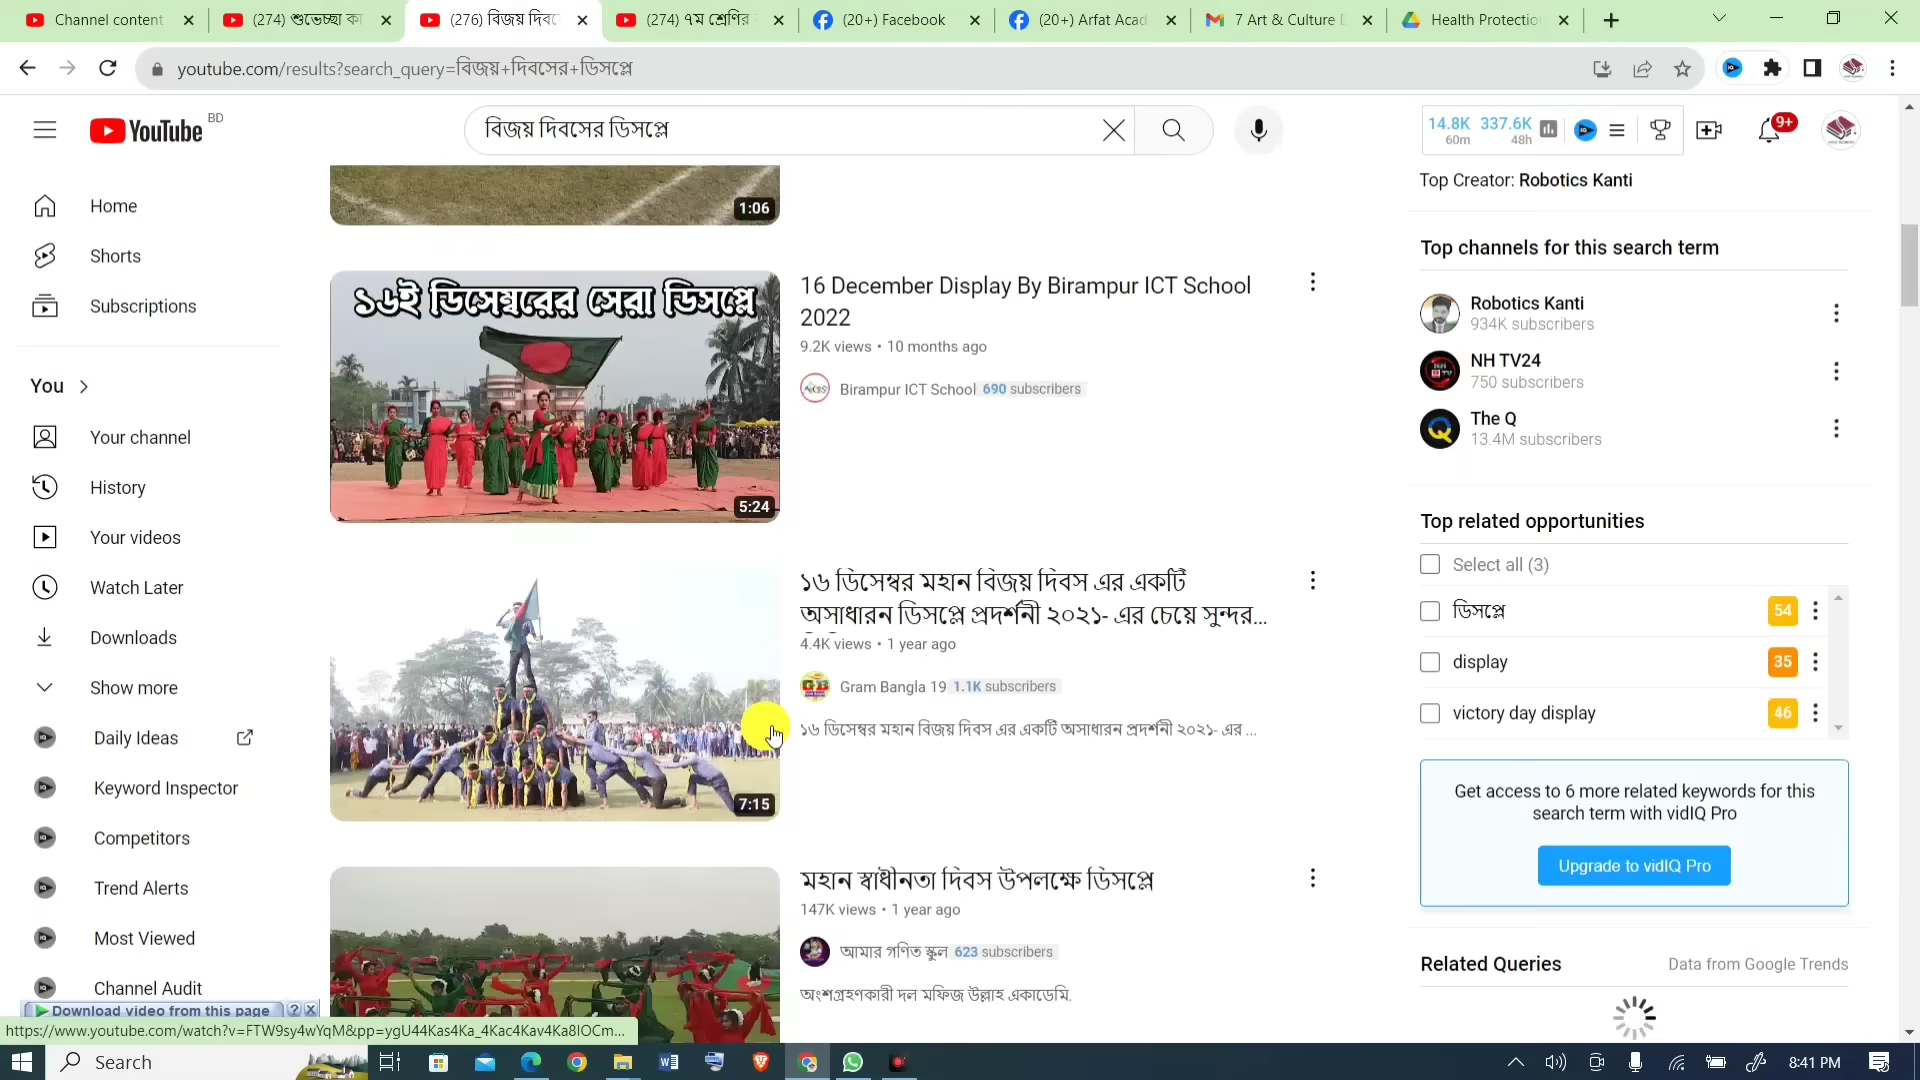 Channel content
(274) শুভেচ্ছা কা
(276) বিজয় দিবসে
(274) ৭ম শ্রেণির
(20+) Facebook
(20+) Arfat Acad
7 Art & Culture D
Health Protectio
youtube.com/results?search_query=বিজয়+দিবসের+ডিসপ্লে
YouTube BD
বিজয় দিবসের ডিসপ্লে
14.8K 337.6K
60m 48h
9+
Home
Shorts
Subscriptions
You
Your channel
History
Your videos
Watch Later
Downloads
Show more
Daily Ideas
Keyword Inspector
Competitors
Trend Alerts
Most Viewed
Channel Audit
Download video from this page ? X
https://www.youtube.com/watch?v=FTW9sy4wYqM&pp=ygU44Kas4Ka_4Kac4Kav4Ka8IOCm...
1:06
১৬ই ডিসেম্বরের সেরা ডিসপ্লে
5:24
16 December Display By Birampur ICT School
2022
9.2K views • 10 months ago
Birampur ICT School 690 subscribers
7:15
১৬ ডিসেম্বর মহান বিজয় দিবস এর একটি
অসাধারন ডিসপ্লে প্রদর্শনী ২০২১- এর চেয়ে সুন্দর...
4.4K views • 1 year ago
Gram Bangla 19 1.1K subscribers
১৬ ডিসেম্বর মহান বিজয় দিবস এর একটি অসাধারন প্রদর্শনী ২০২১- এর ...
মহান স্বাধীনতা দিবস উপলক্ষে ডিসপ্লে
147K views • 1 year ago
আমার গণিত স্কুল 623 subscribers
অংশগ্রহণকারী দল মফিজ উল্লাহ একাডেমি.
Top Creator: Robotics Kanti
Top channels for this search term
Robotics Kanti
934K subscribers
NH TV24
750 subscribers
The Q
13.4M subscribers
Top related opportunities
Select all (3)
ডিসপ্লে 54
display 35
victory day display 46
Get access to 6 more related keywords for this
search term with vidIQ Pro
Upgrade to vidIQ Pro
Related Queries Data from Google Trends
Search
8:41 PM